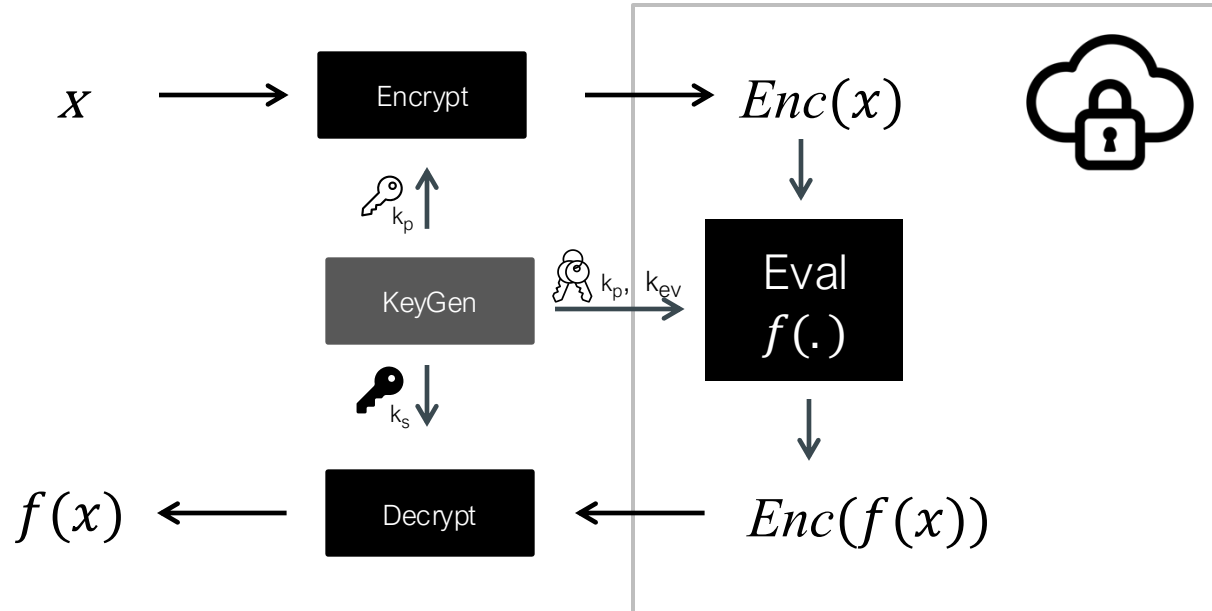 x
Encrypt
Enc(x)
k_p
KeyGen
k_p, k_ev
Eval
f(.)
k_s
f(x)
Decrypt
Enc(f(x))